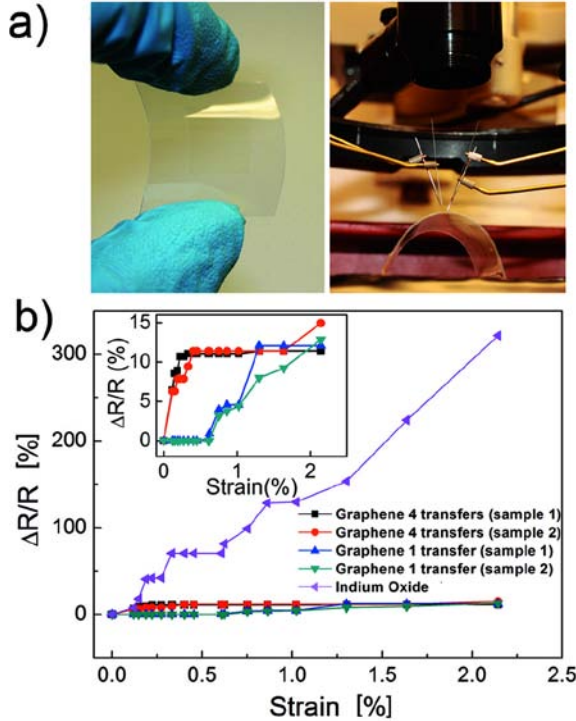 a)
b)
ΔR/R [%]
300
200
100
0
0.0 0.5 1.0 1.5 2.0 2.5
Strain [%]
ΔR/R (%)
15
10
5
0
0 1 2
Strain(%)
Graphene 4 transfers (sample 1)
Graphene 4 transfers (sample 2)
Graphene 1 transfer (sample 1)
Graphene 1 transfer (sample 2)
Indium Oxide